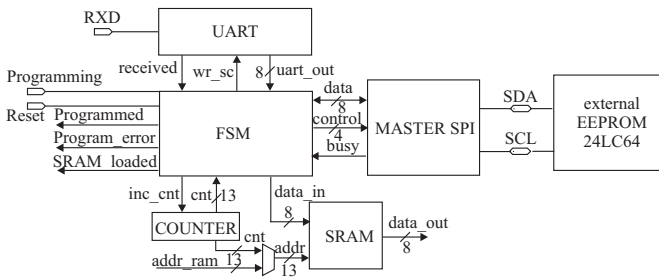 RXD
UART
received
wr_sc
8
uart_out
Programming
Reset
Programmed
Program_error
SRAM_loaded
FSM
data
8
control
4
busy
MASTER SPI
SDA
SCL
external
EEPROM
24LC64
inc_cnt
cnt
13
data_in
8
COUNTER
cnt
13
addr_ram
13
addr
13
SRAM
data_out
8